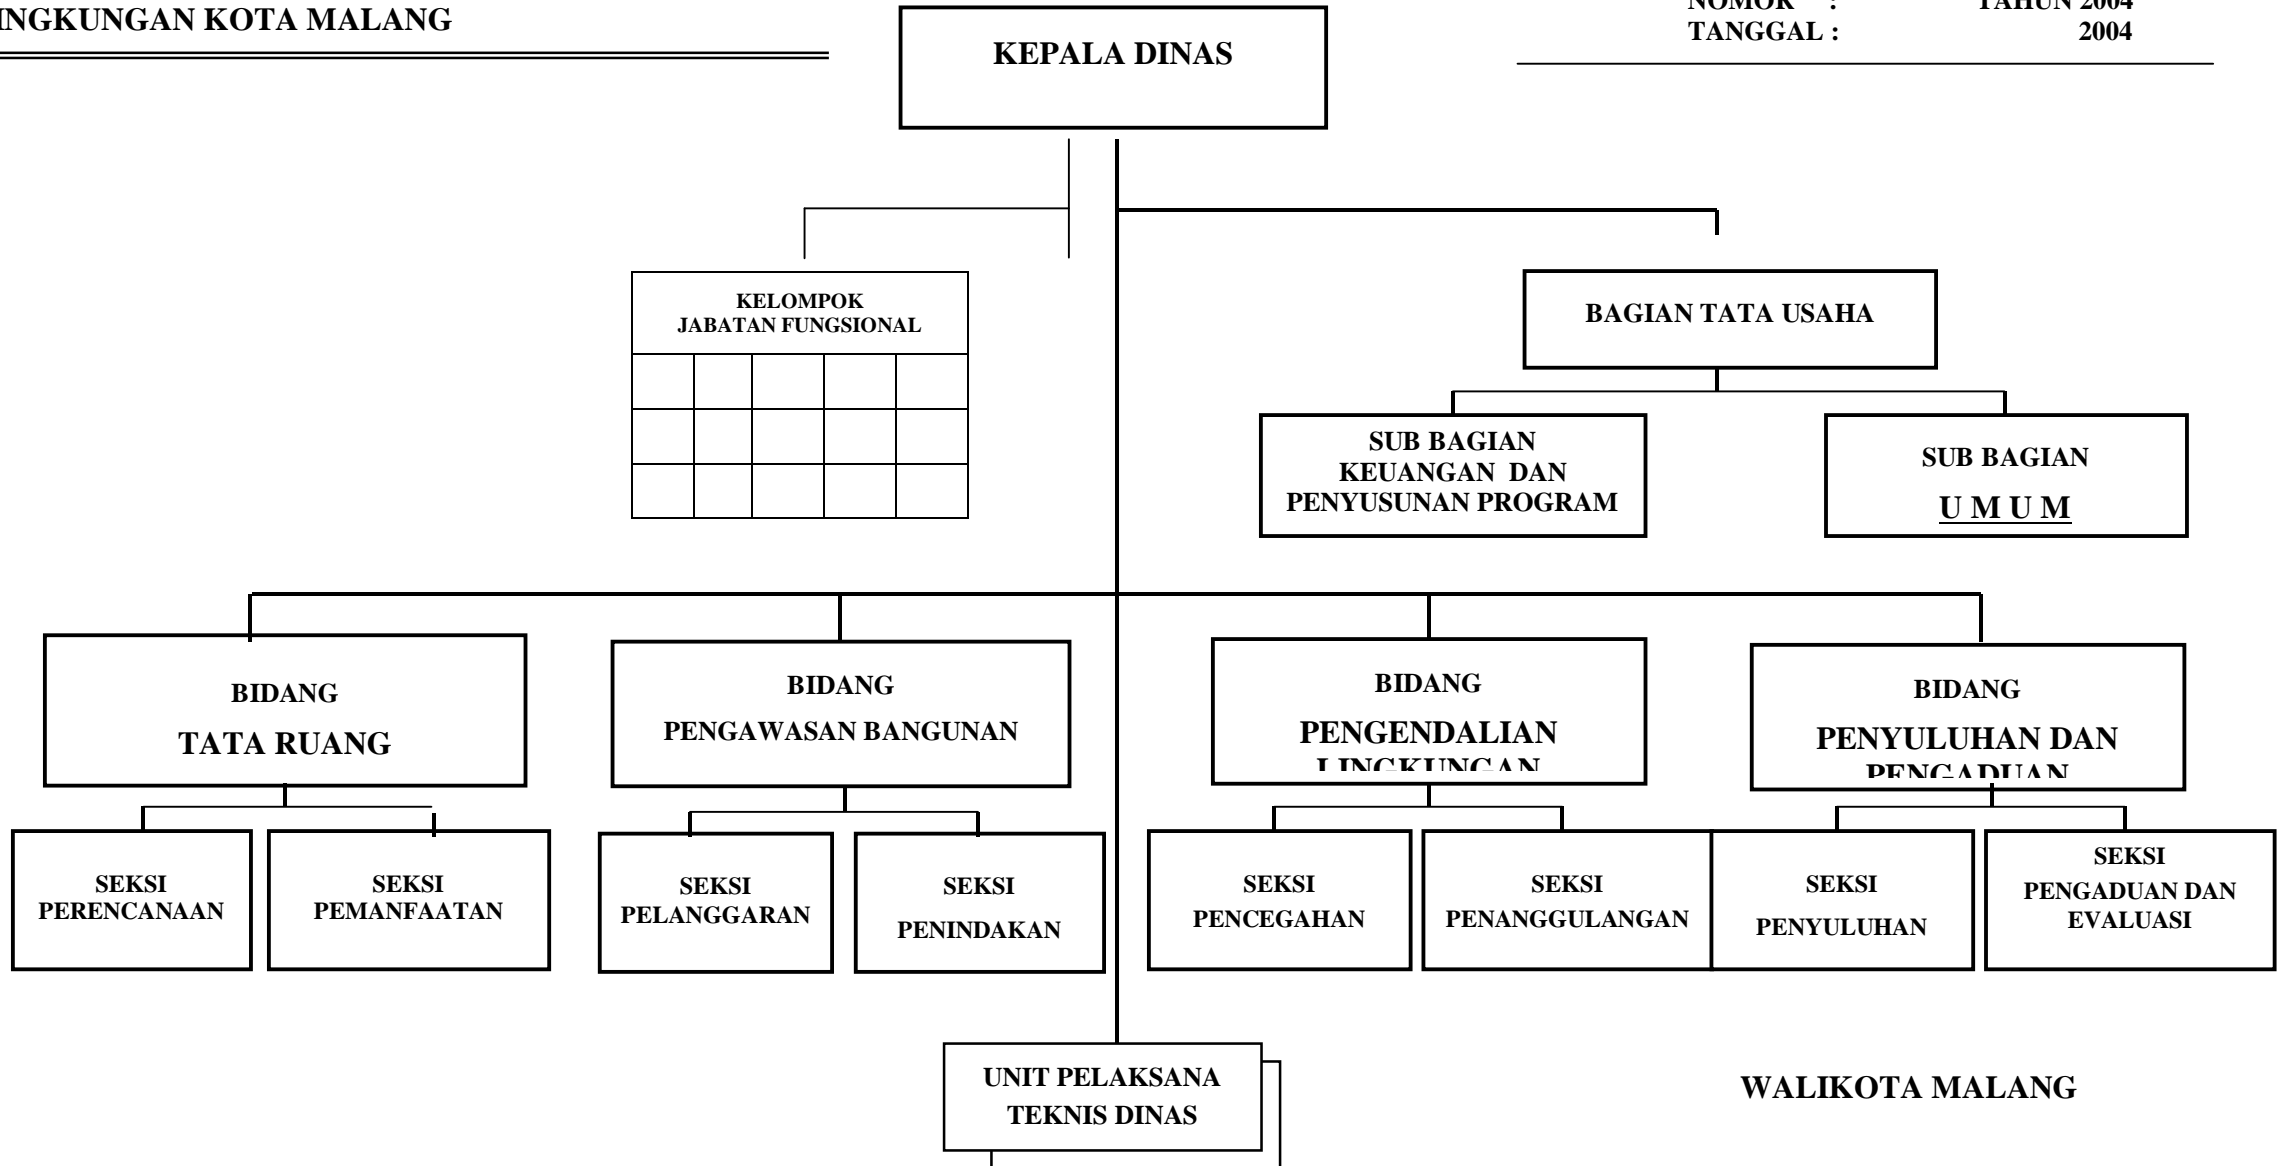 INGKUNGAN KOTA MALANG
NOMOR : TAHUN 2004
TANGGAL : 2004
KEPALA DINAS
KELOMPOK
JABATAN FUNGSIONAL
BAGIAN TATA USAHA
SUB BAGIAN
KEUANGAN DAN
PENYUSUNAN PROGRAM
SUB BAGIAN
U M U M
BIDANG
TATA RUANG
BIDANG
PENGAWASAN BANGUNAN
BIDANG
PENGENDALIAN
LINGKUNGAN
BIDANG
PENYULUHAN DAN
PENGADUAN
SEKSI
PERENCANAAN
SEKSI
PEMANFAATAN
SEKSI
PELANGGARAN
SEKSI
PENINDAKAN
SEKSI
PENCEGAHAN
SEKSI
PENANGGULANGAN
SEKSI
PENYULUHAN
SEKSI
PENGADUAN DAN
EVALUASI
UNIT PELAKSANA
TEKNIS DINAS
WALIKOTA MALANG